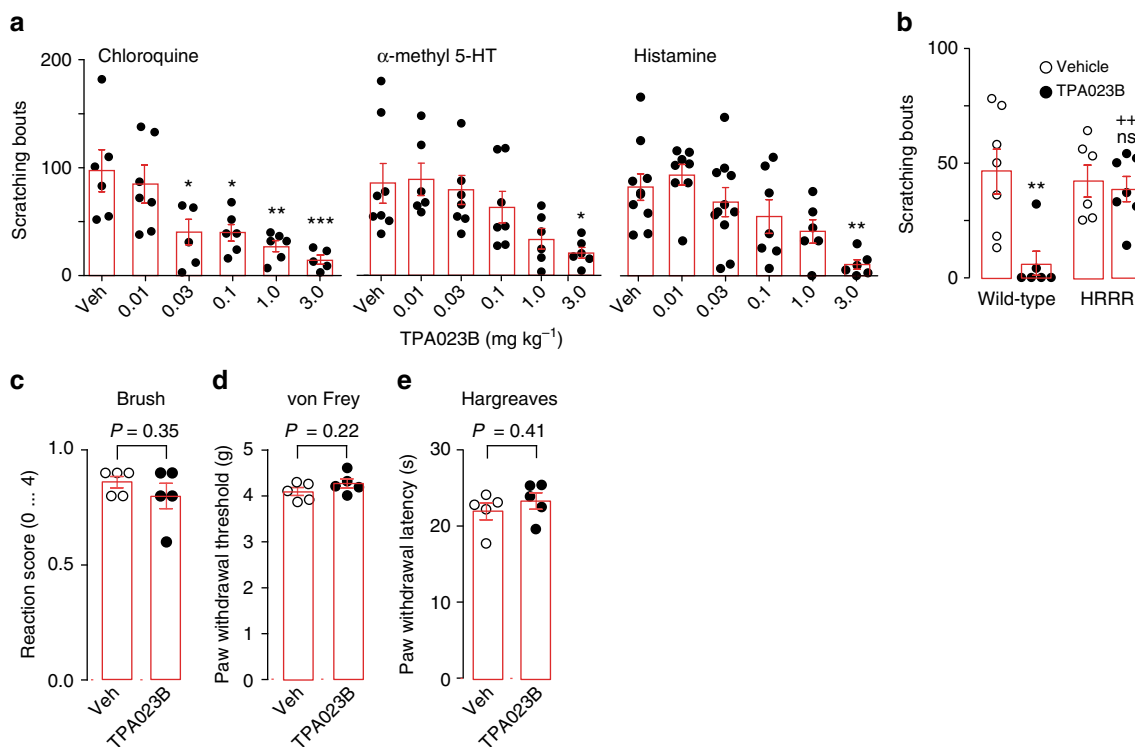 a
Chloroquine
α-methyl 5-HT
Histamine
Scratching bouts
200
100
0
*
*
**
***
*
**
Veh
0.01
0.03
0.1
1.0
3.0
Veh
0.01
0.03
0.1
1.0
3.0
Veh
0.01
0.03
0.1
1.0
3.0
TPA023B (mg kg⁻¹)
b
Scratching bouts
100
50
0
Vehicle
TPA023B
**
++
ns
Wild-type
HRRR
c
Brush
P = 0.35
Reaction score (0 ... 4)
1.0
0.5
0.0
Veh
TPA023B
d
von Frey
P = 0.22
Paw withdrawal threshold (g)
5
4
3
2
1
0
Veh
TPA023B
e
Hargreaves
P = 0.41
Paw withdrawal latency (s)
30
20
10
0
Veh
TPA023B